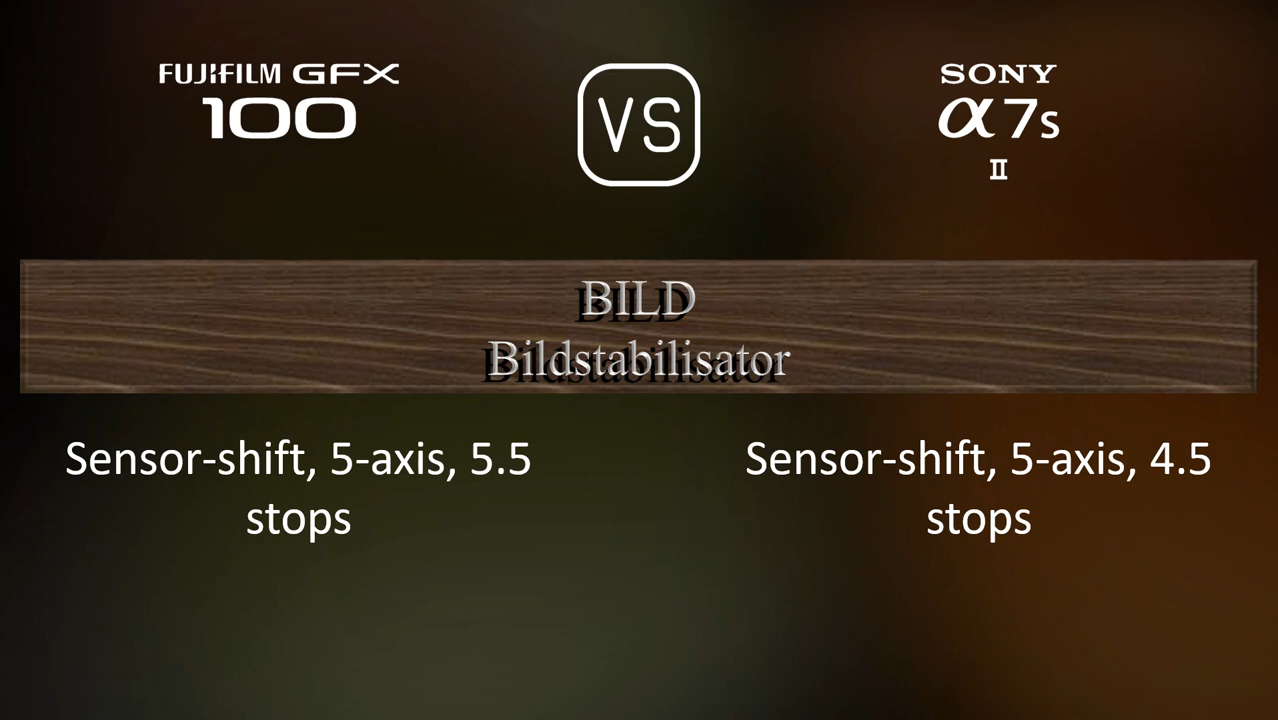 FUJIFILM GFX
100
VS
SONY
α7s
II
BILD
Bildstabilisator
Sensor-shift, 5-axis, 5.5
stops
Sensor-shift, 5-axis, 4.5
stops